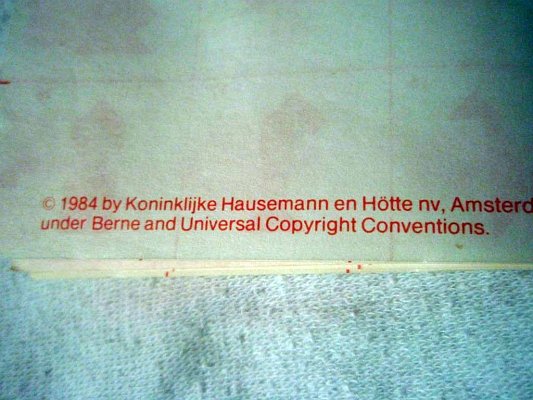 © 1984 by Koninklijke Hausemann en Hötte nv, Amsterd
under Berne and Universal Copyright Conventions.